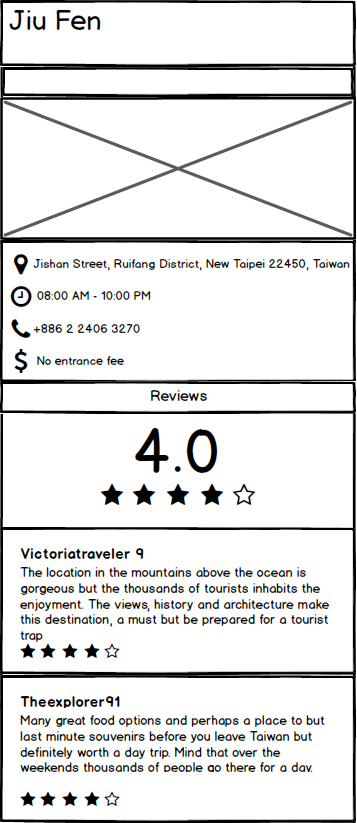 Jiu Fen
Jishan Street, Ruifang District, New Taipei 22450, Taiwan
08:00 AM - 10:00 PM
+886 2 2406 3270
No entrance fee
Reviews
4.0
Victoriatraveler 9
The location in the mountains above the ocean is
gorgeous but the thousands of tourists inhabits the
enjoyment. The views, history and architecture make
this destination, a must but be prepared for a tourist
trap
Theexplorer91
Many great food options and perhaps a place to but
last minute souvenirs before you leave Taiwan but
definitely worth a day trip. Mind that over the
weekends thousands of people go there for a day.